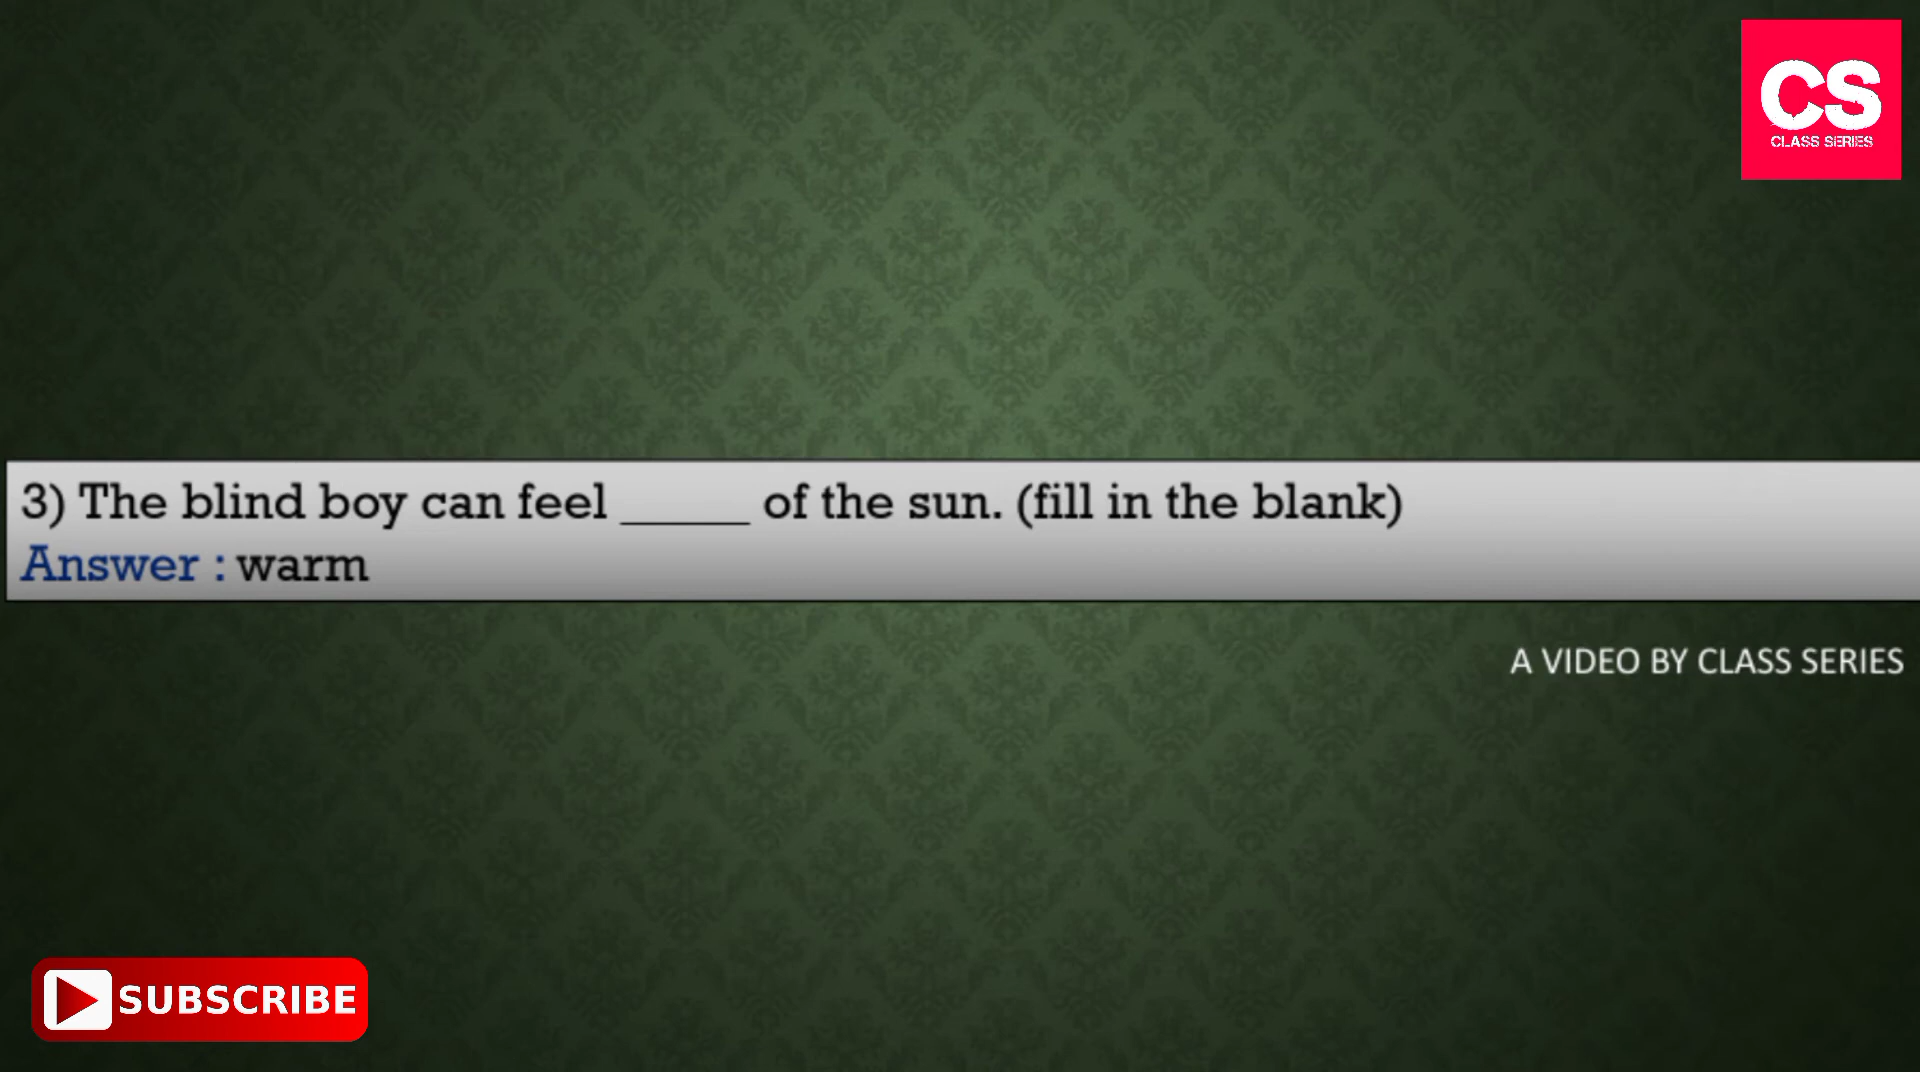 CS
CLASS SERIES
3) The blind boy can feel _____ of the sun. (fill in the blank)
Answer : warm
A VIDEO BY CLASS SERIES
SUBSCRIBE